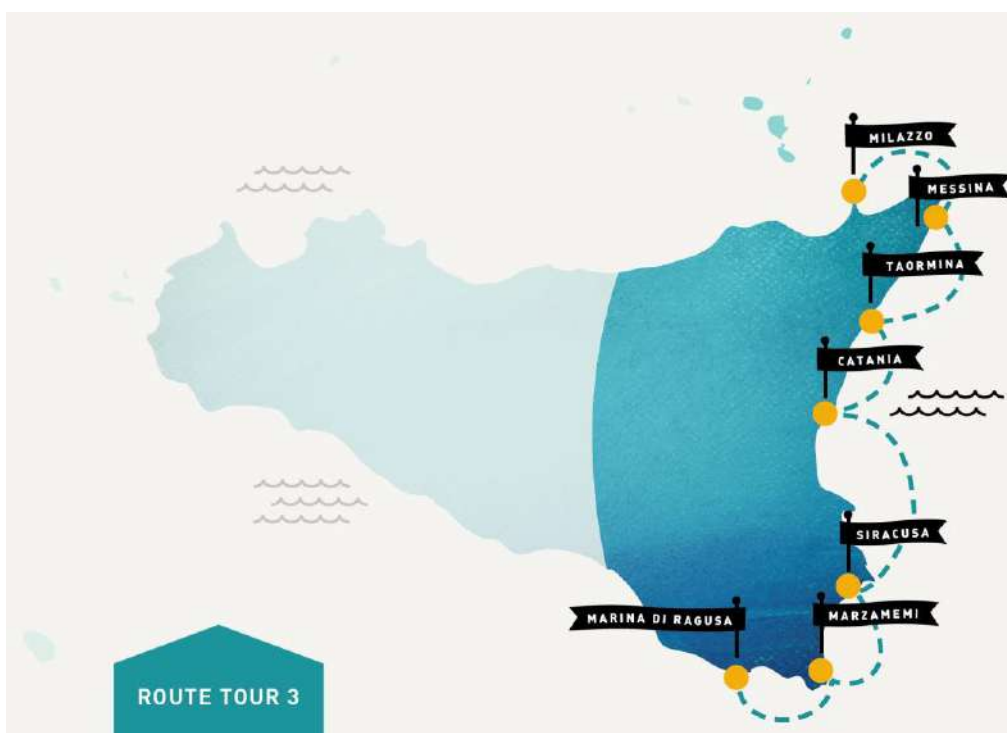 MILAZZO
MESSINA
TAORMINA
CATANIA
SIRACUSA
MARINA DI RAGUSA
MARZAMEMI
ROUTE TOUR 3